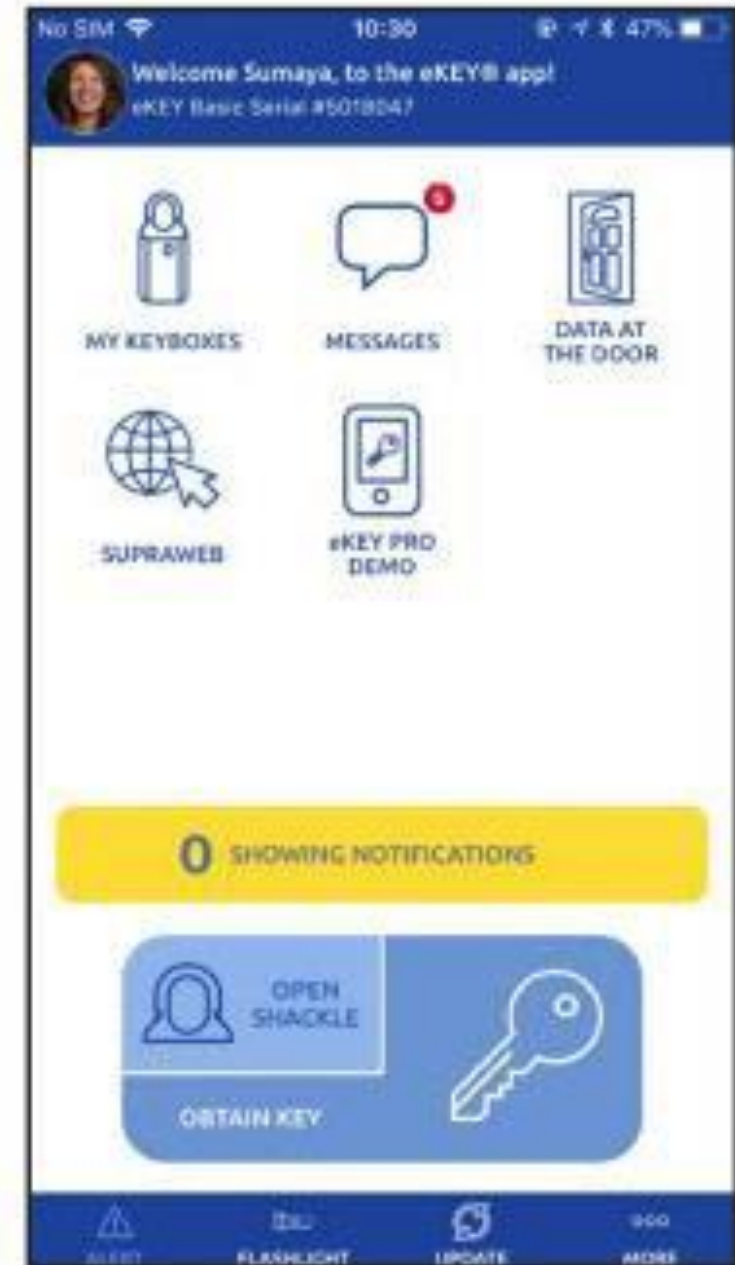 No SIM 10:30 47%
Welcome Sumaya, to the eKEY® app!
eKEY Basic Serial #5018047
MY KEYBOXES
MESSAGES
DATA AT
THE DOOR
SUPRAWEB
eKEY PRO
DEMO
0 SHOWING NOTIFICATIONS
OPEN
SHACKLE
OBTAIN KEY
ALERT FLASHLIGHT UPDATE MORE